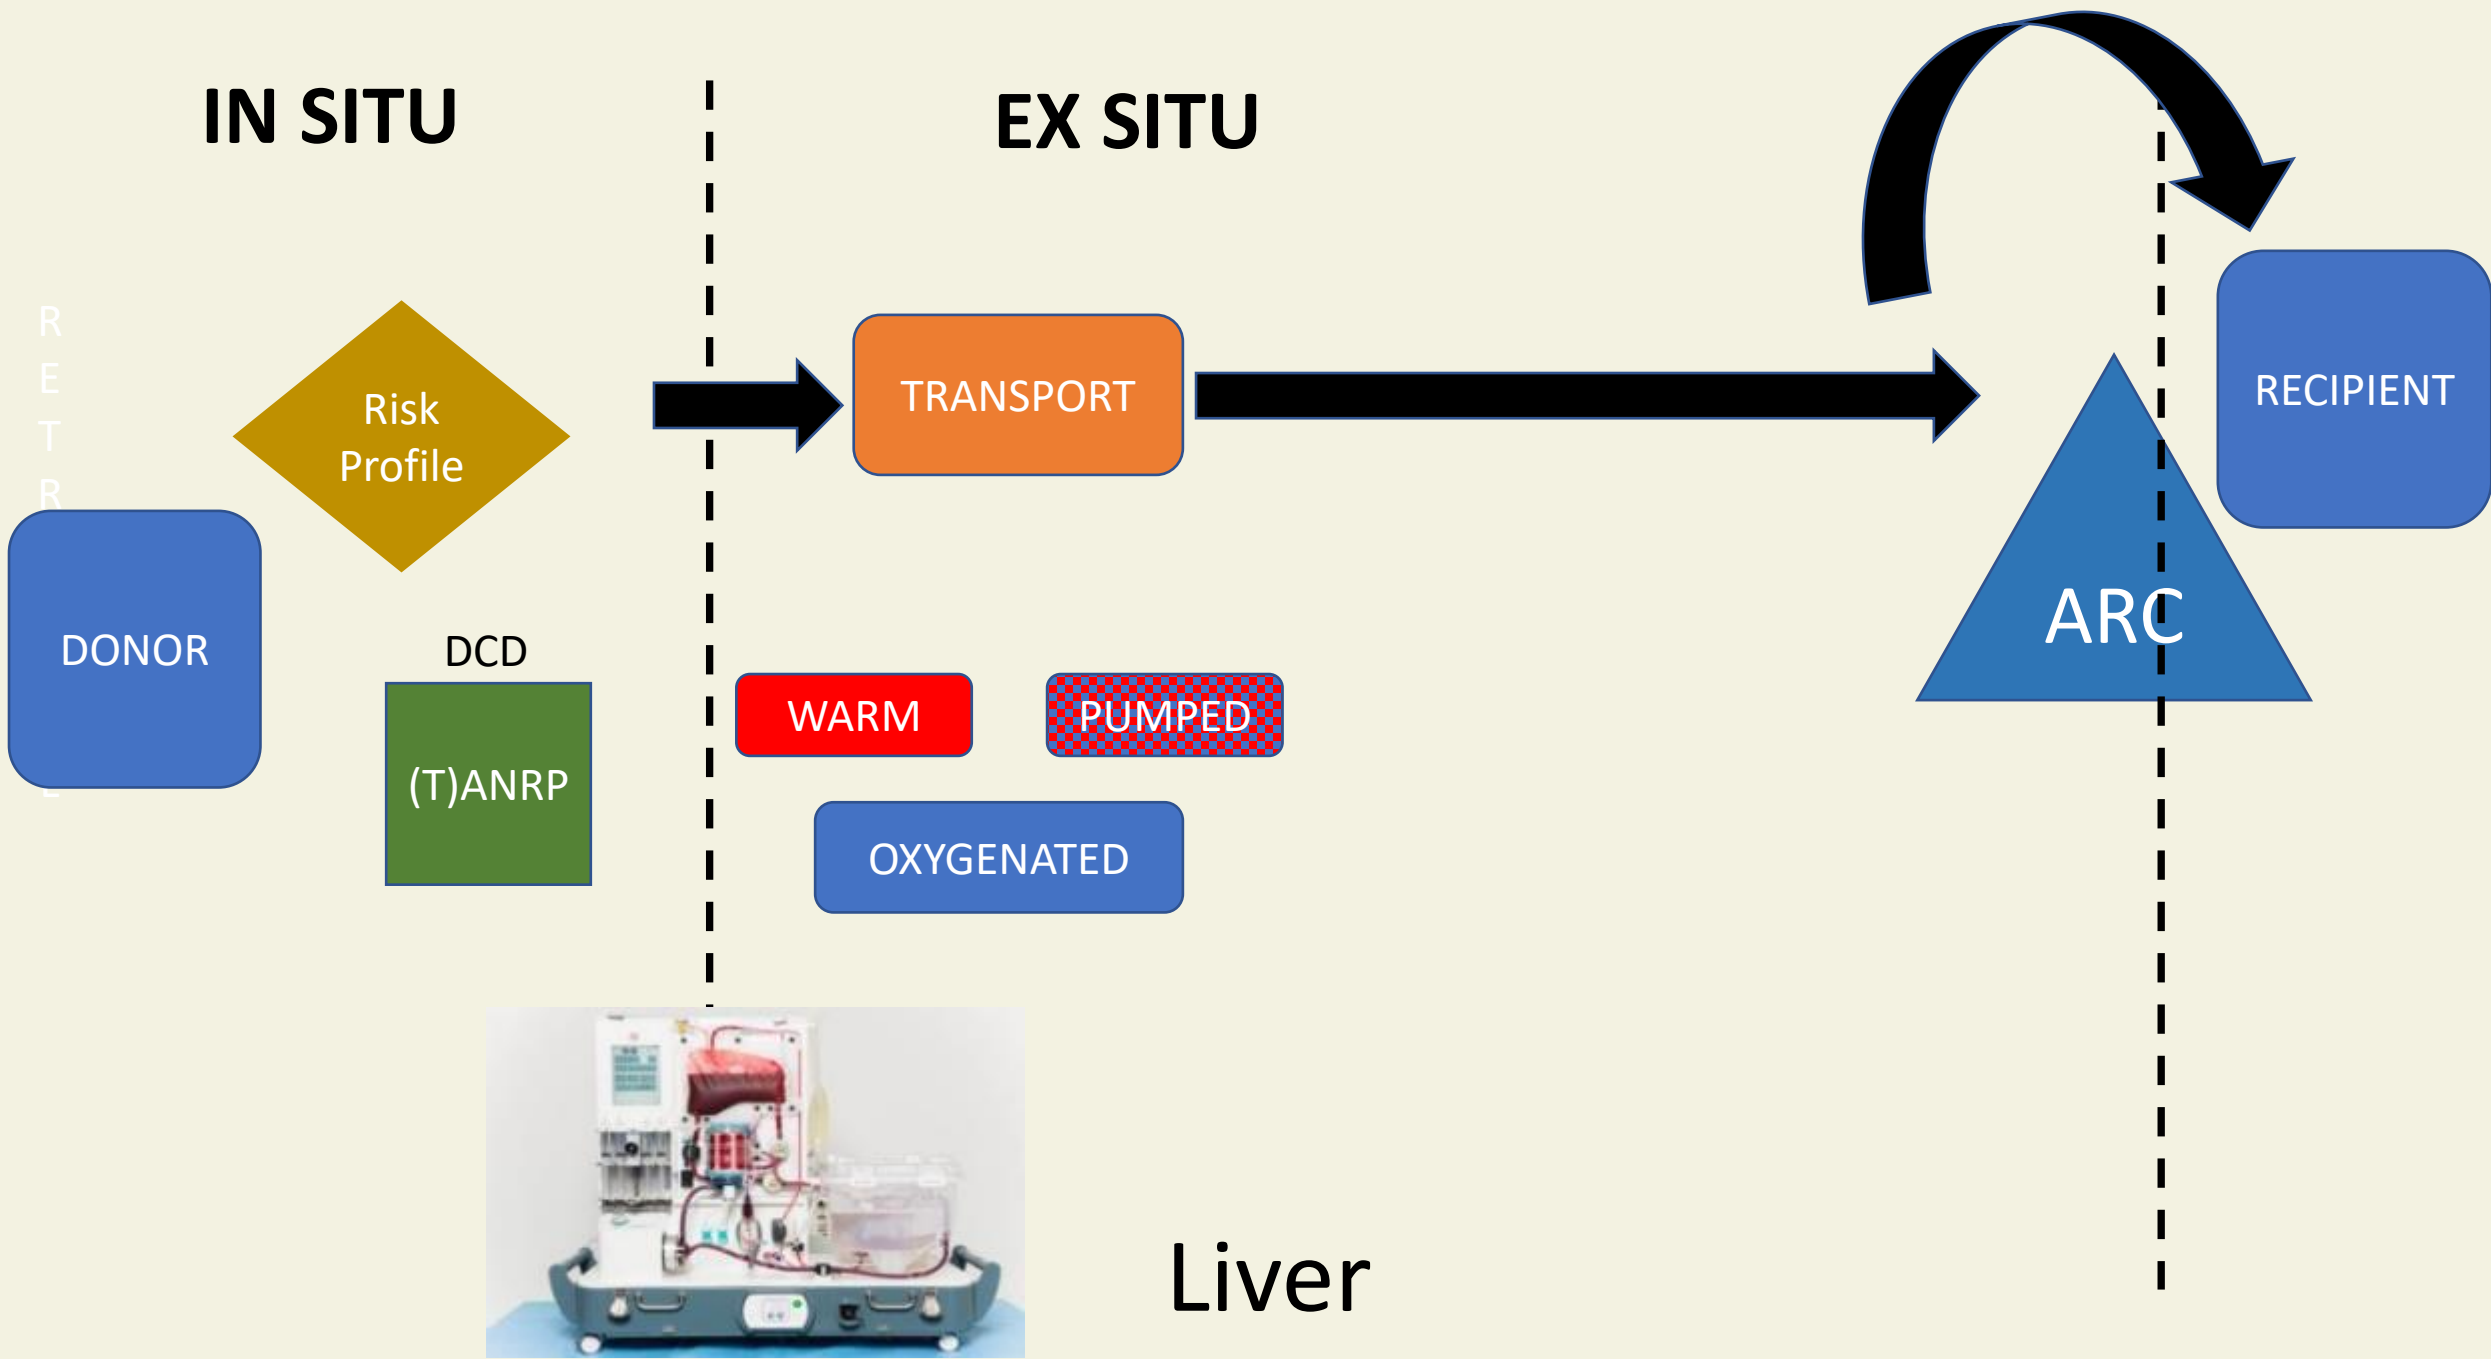 IN SITU
EX SITU
R
E
T
R
Risk
Profile
TRANSPORT
RECIPIENT
ARC
DONOR
DCD
(T)ANRP
WARM
PUMPED
OXYGENATED
Liver